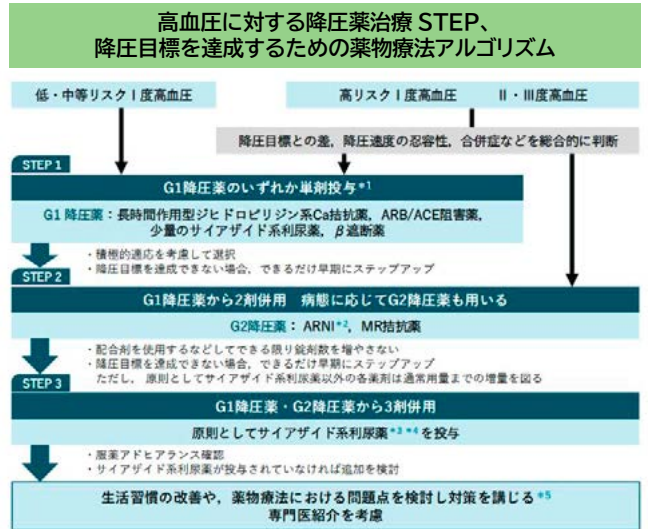 高血圧に対する降圧薬治療 STEP、
降圧目標を達成するための薬物療法アルゴリズム
低・中等リスクⅠ度高血圧
高リスクⅠ度高血圧　Ⅱ・Ⅲ度高血圧
降圧目標との差，降圧速度の忍容性，合併症などを総合的に判断
STEP 1
G1降圧薬のいずれか単剤投与*1
G1 降圧薬：長時間作用型ジヒドロピリジン系Ca拮抗薬，ARB/ACE阻害薬，
少量のサイアザイド系利尿薬，β遮断薬
・積極的適応を考慮して選択
・降圧目標を達成できない場合，できるだけ早期にステップアップ
STEP 2
G1降圧薬から2剤併用　病態に応じてG2降圧薬も用いる
G2降圧薬：ARNI*2，MR拮抗薬
・配合剤を使用するなどしてできる限り錠剤数を増やさない
・降圧目標を達成できない場合，できるだけ早期にステップアップ
ただし，原則としてサイアザイド系利尿薬以外の各薬剤は通常用量までの増量を図る
STEP 3
G1降圧薬・G2降圧薬から3剤併用
原則としてサイアザイド系利尿薬*3 *4を投与
・服薬アドヒアランス確認
・サイアザイド系利尿薬が投与されていなければ追加を検討
生活習慣の改善や，薬物療法における問題点を検討し対策を講じる*5
専門医紹介を考慮